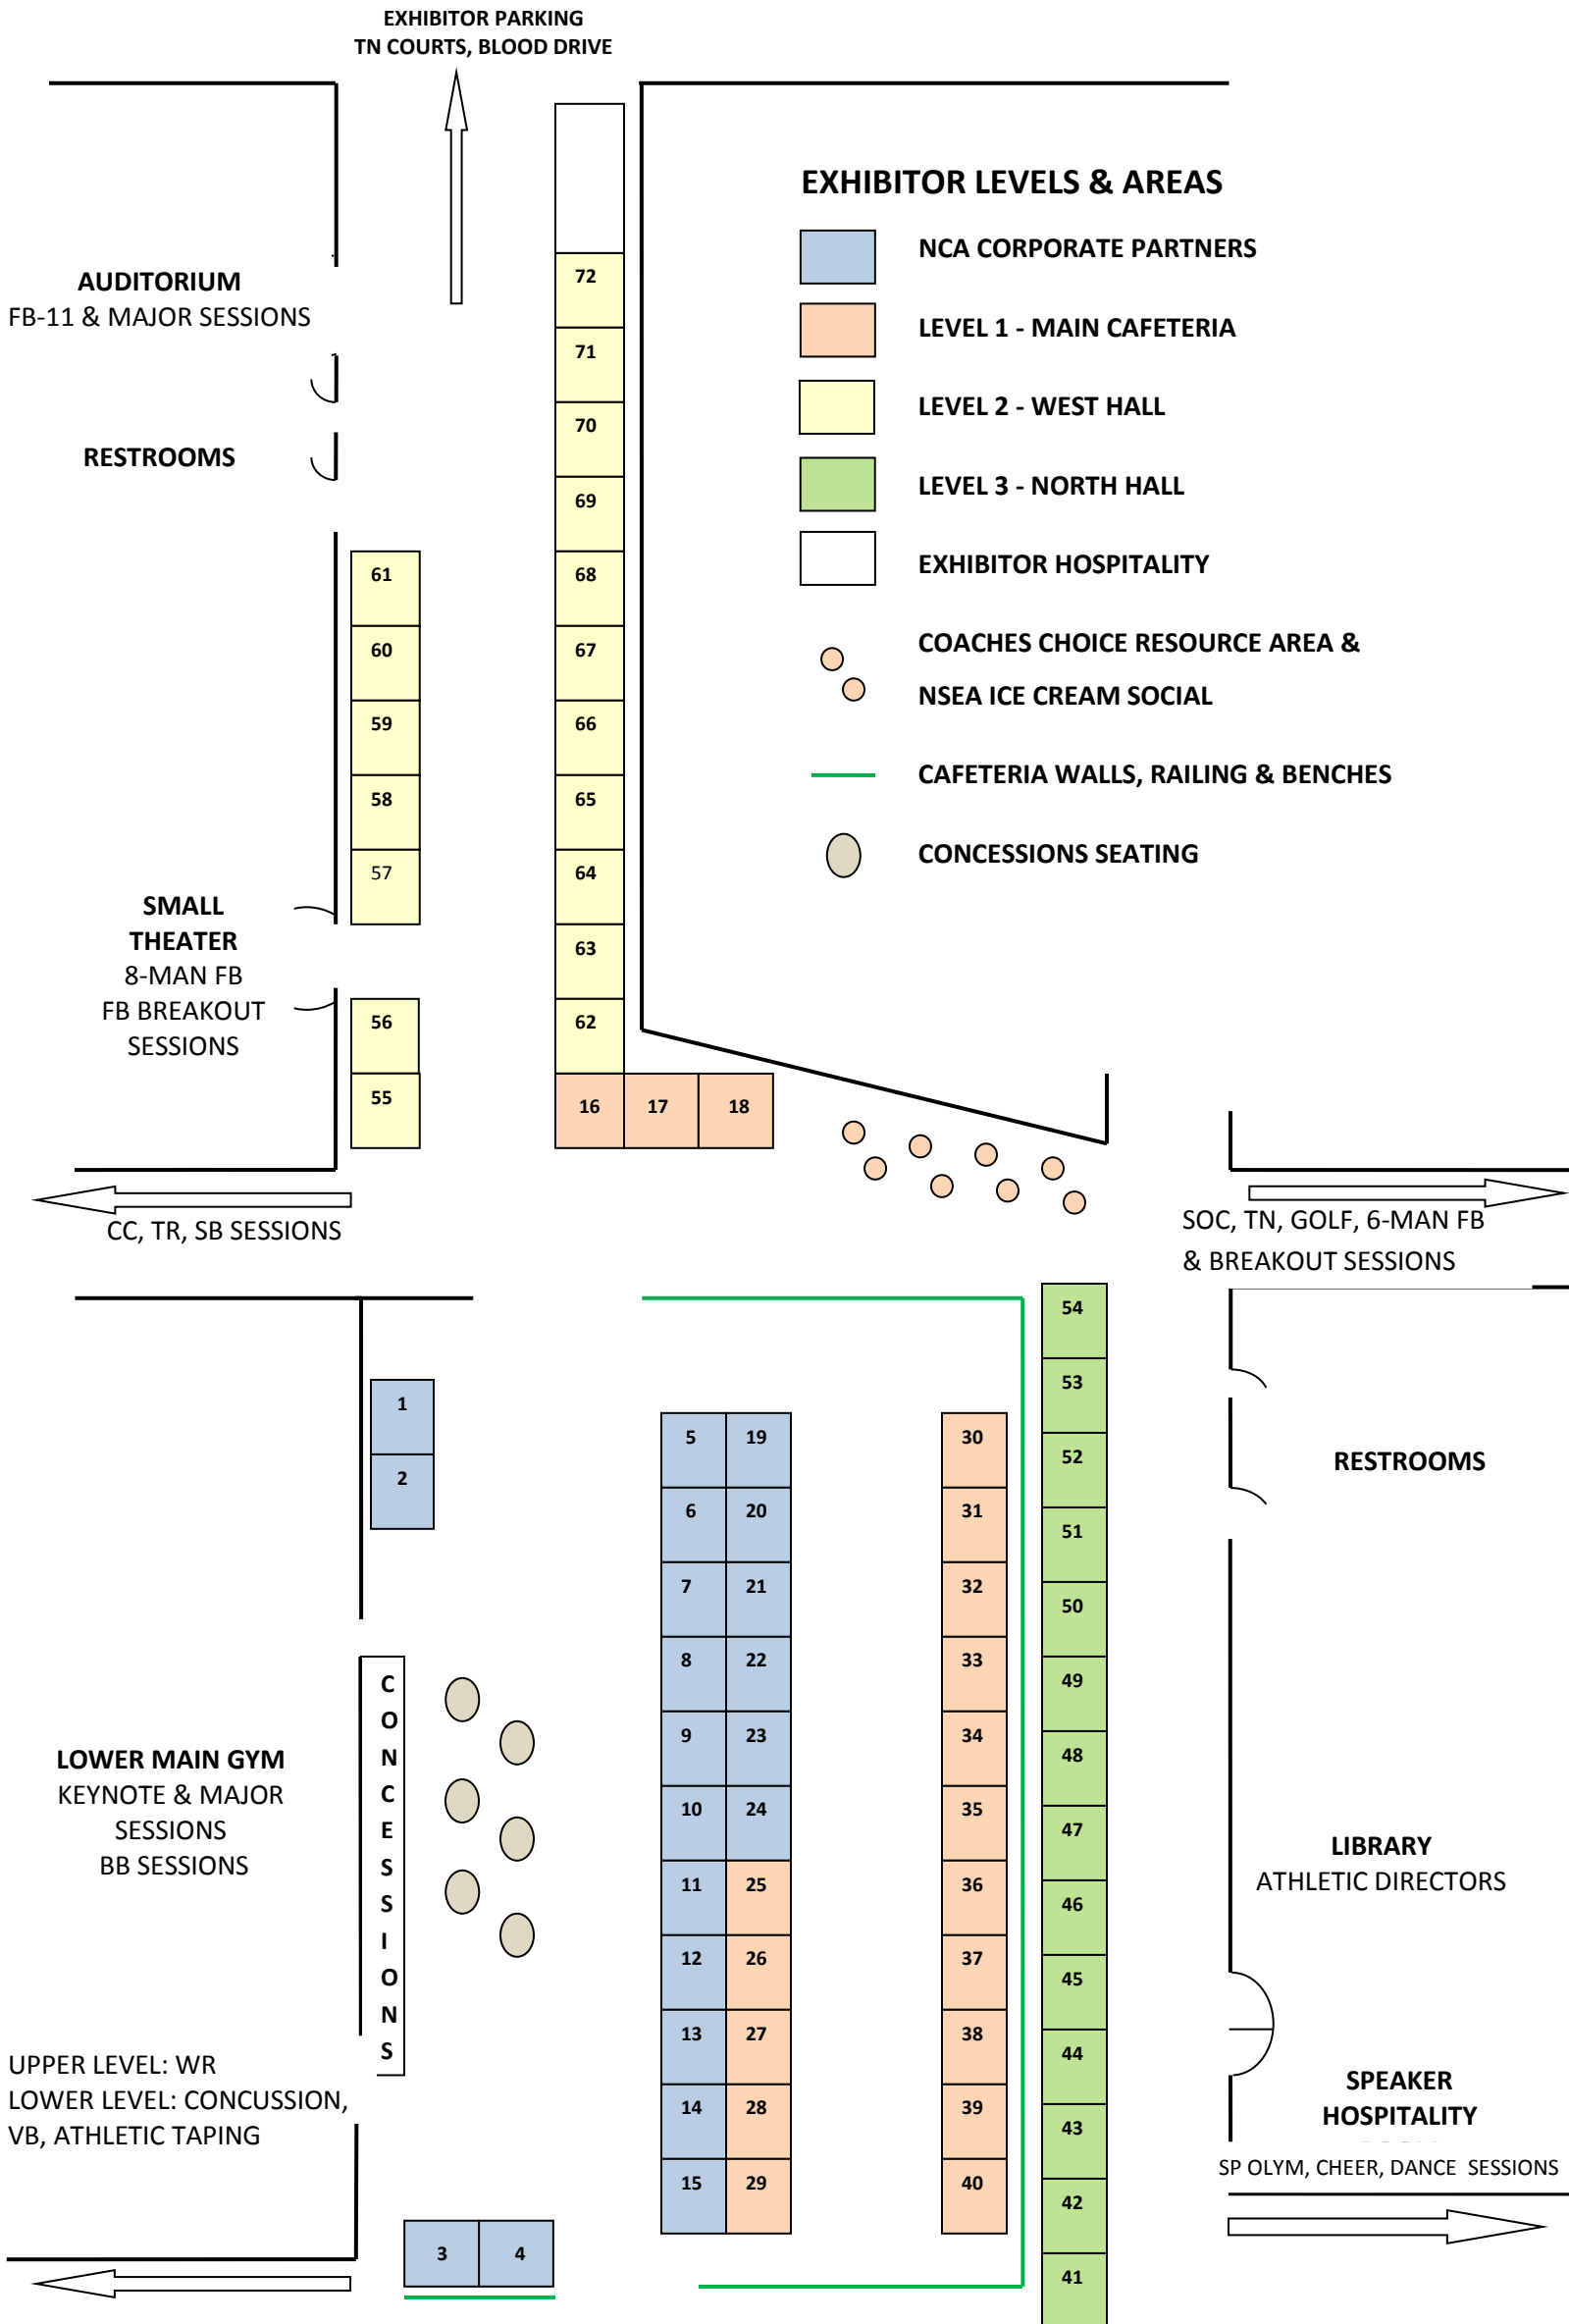 EXHIBITOR PARKING
TN COURTS, BLOOD DRIVE
EXHIBITOR LEVELS & AREAS
NCA CORPORATE PARTNERS
LEVEL 1 - MAIN CAFETERIA
LEVEL 2 - WEST HALL
LEVEL 3 - NORTH HALL
EXHIBITOR HOSPITALITY
COACHES CHOICE RESOURCE AREA &
NSEA ICE CREAM SOCIAL
CAFETERIA WALLS, RAILING & BENCHES
CONCESSIONS SEATING
AUDITORIUM
FB-11 & MAJOR SESSIONS
RESTROOMS
72
71
70
69
68
67
66
65
64
63
62
61
60
59
58
57
56
55
SMALL
THEATER
8-MAN FB
FB BREAKOUT
SESSIONS
16 17 18
CC, TR, SB SESSIONS
SOC, TN, GOLF, 6-MAN FB
& BREAKOUT SESSIONS
1
2
5 19
6 20
7 21
8 22
9 23
10 24
11 25
12 26
13 27
14 28
15 29
30
31
32
33
34
35
36
37
38
39
40
54
53
52
51
50
49
48
47
46
45
44
43
42
41
RESTROOMS
CONCESSIONS
LOWER MAIN GYM
KEYNOTE & MAJOR
SESSIONS
BB SESSIONS
LIBRARY
ATHLETIC DIRECTORS
UPPER LEVEL: WR
LOWER LEVEL: CONCUSSION,
VB, ATHLETIC TAPING
SPEAKER
HOSPITALITY
SP OLYM, CHEER, DANCE SESSIONS
3 4